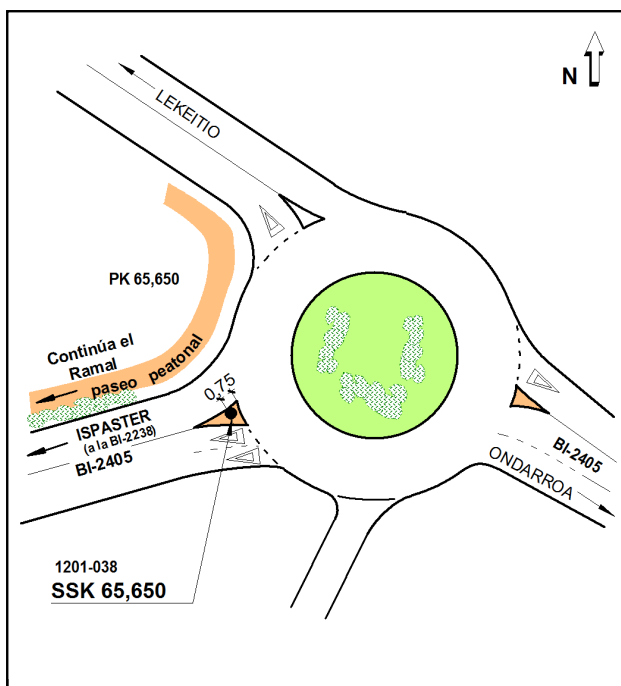 N
LEKEITIO
PK 65,650
Continúa el
Ramal
paseo peatonal
0,75
ISPASTER
(a la BI-2238)
BI-2405
BI-2405
ONDARROA
1201-038
SSK 65,650